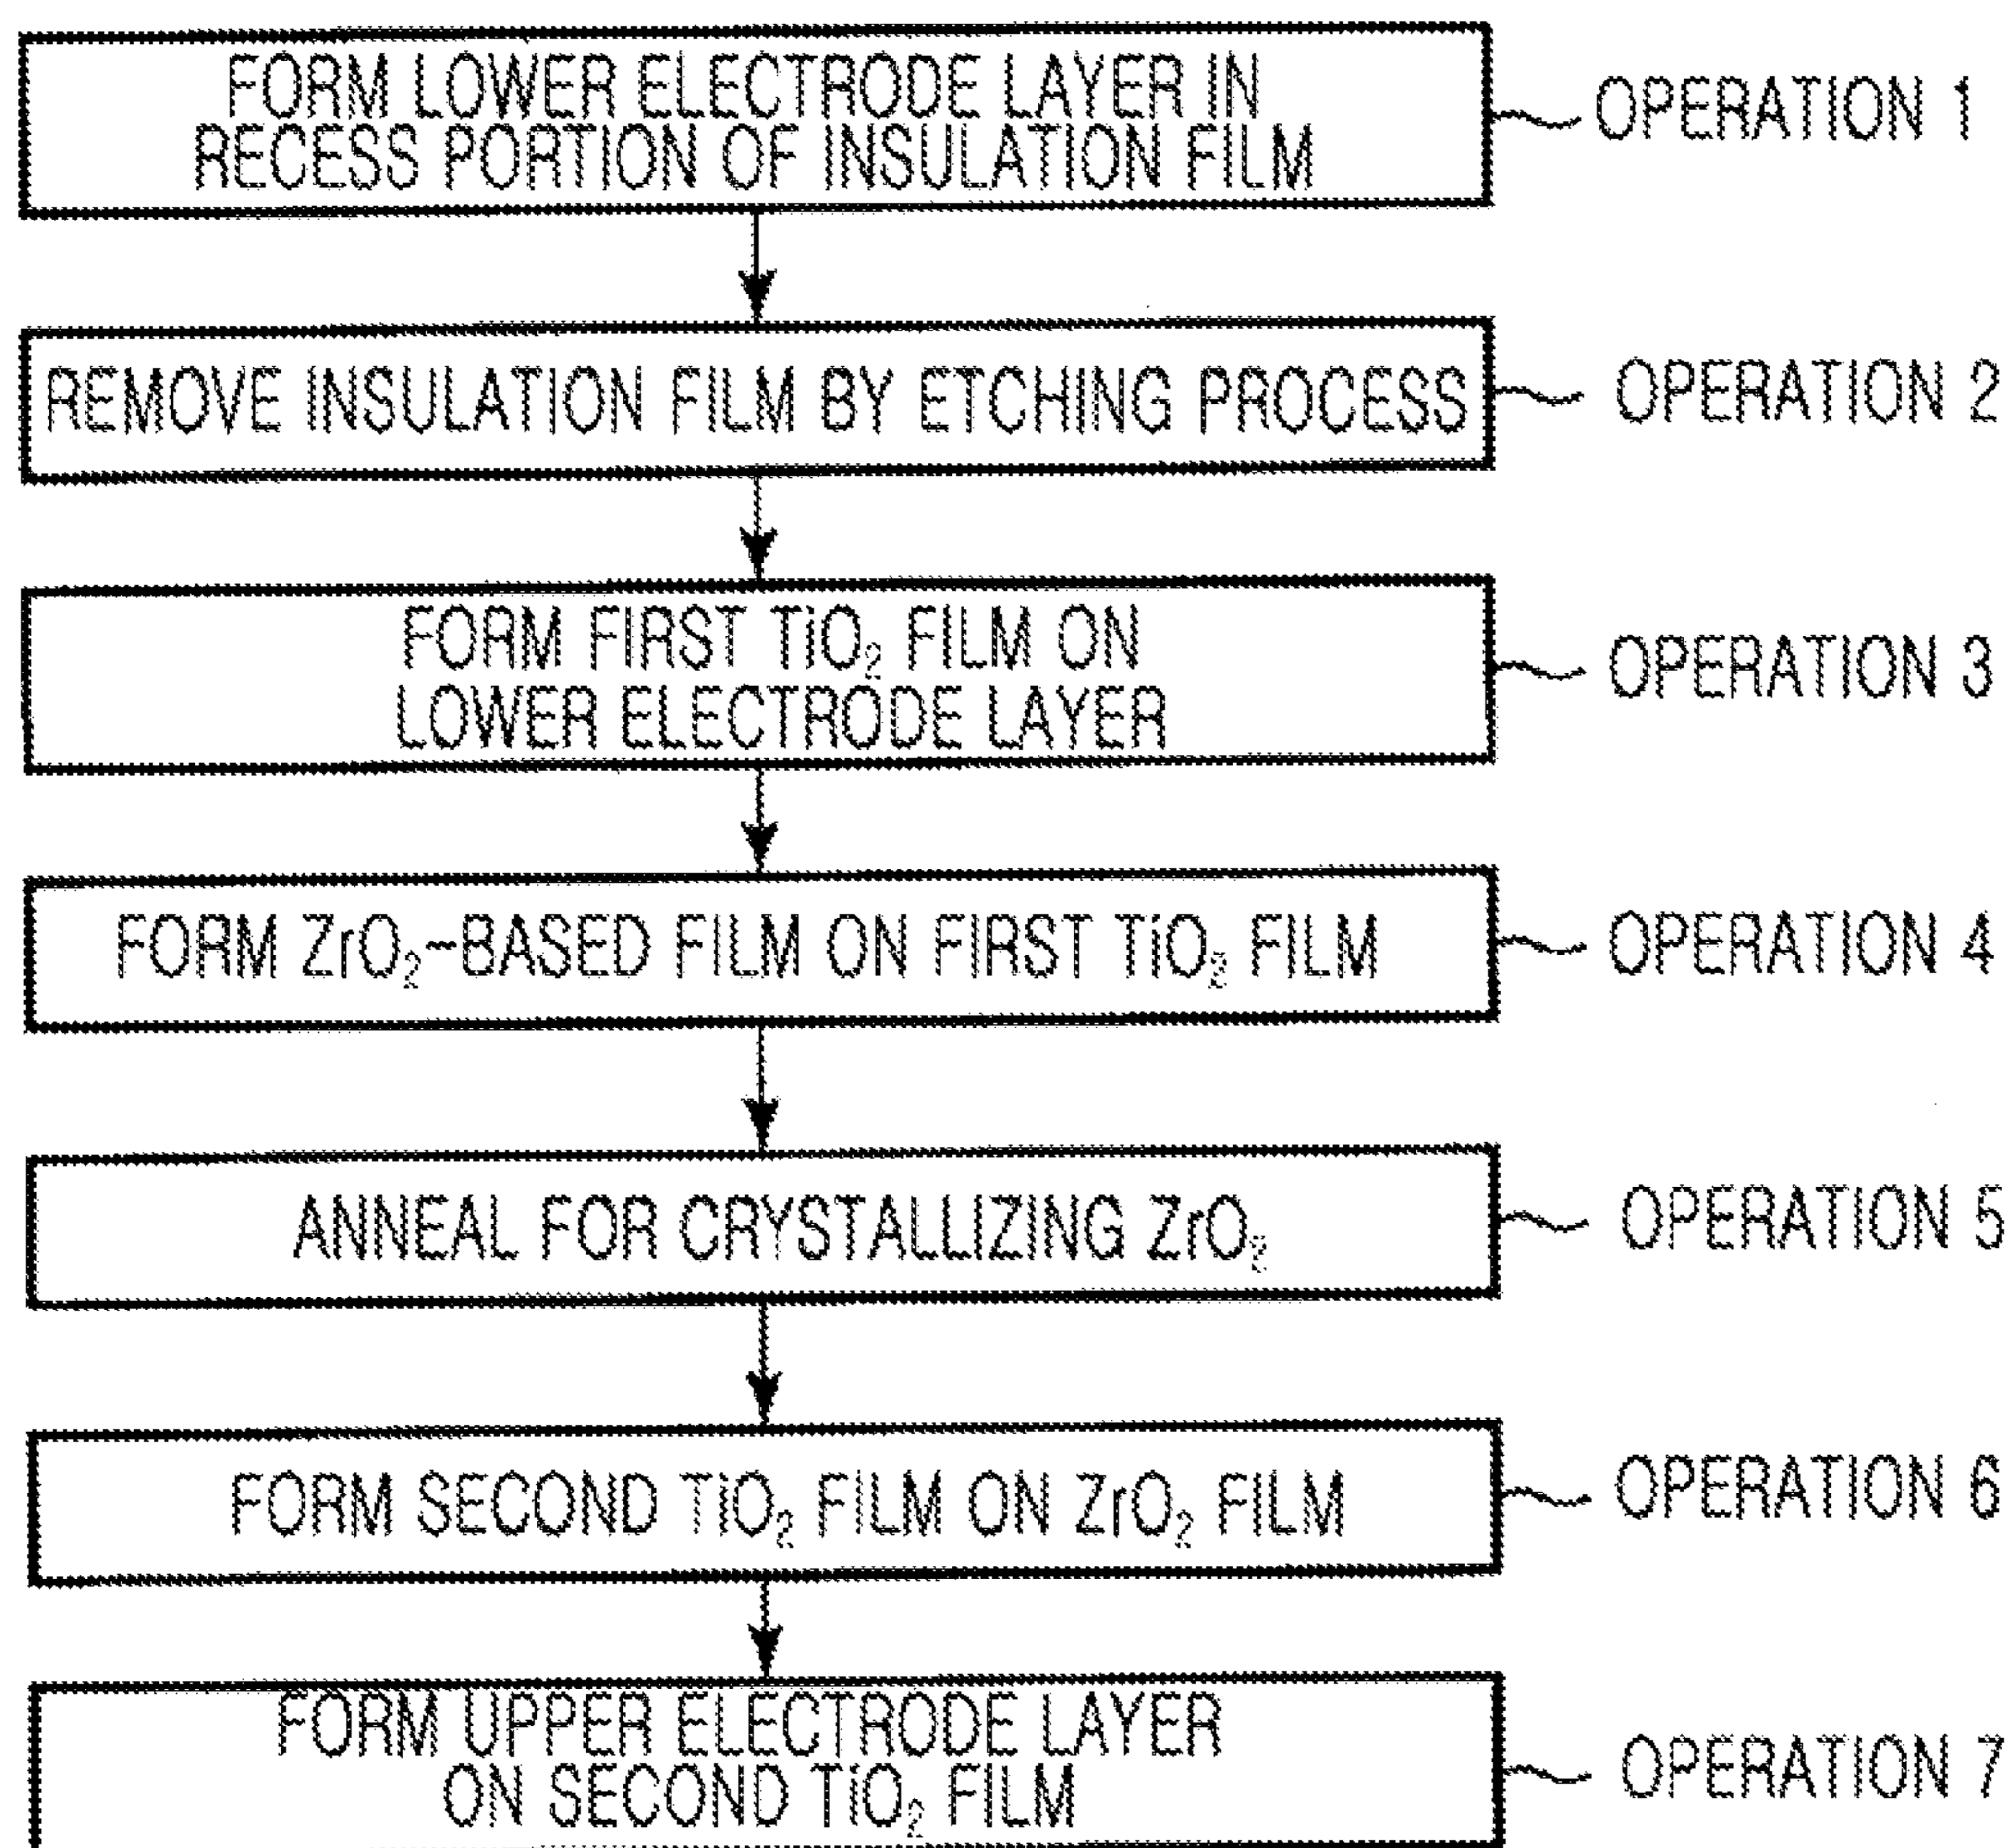 FORM LOWER ELECTRODE LAYER IN
RECESS PORTION OF INSULATION FILM
OPERATION 1
REMOVE INSULATION FILM BY ETCHING PROCESS
OPERATION 2
FORM FIRST TiO₂ FILM ON
LOWER ELECTRODE LAYER
OPERATION 3
FORM ZrO₂-BASED FILM ON FIRST TiO₂ FILM
OPERATION 4
ANNEAL FOR CRYSTALLIZING ZrO₂
OPERATION 5
FORM SECOND TiO₂ FILM ON ZrO₂ FILM
OPERATION 6
FORM UPPER ELECTRODE LAYER
ON SECOND TiO₂ FILM
OPERATION 7